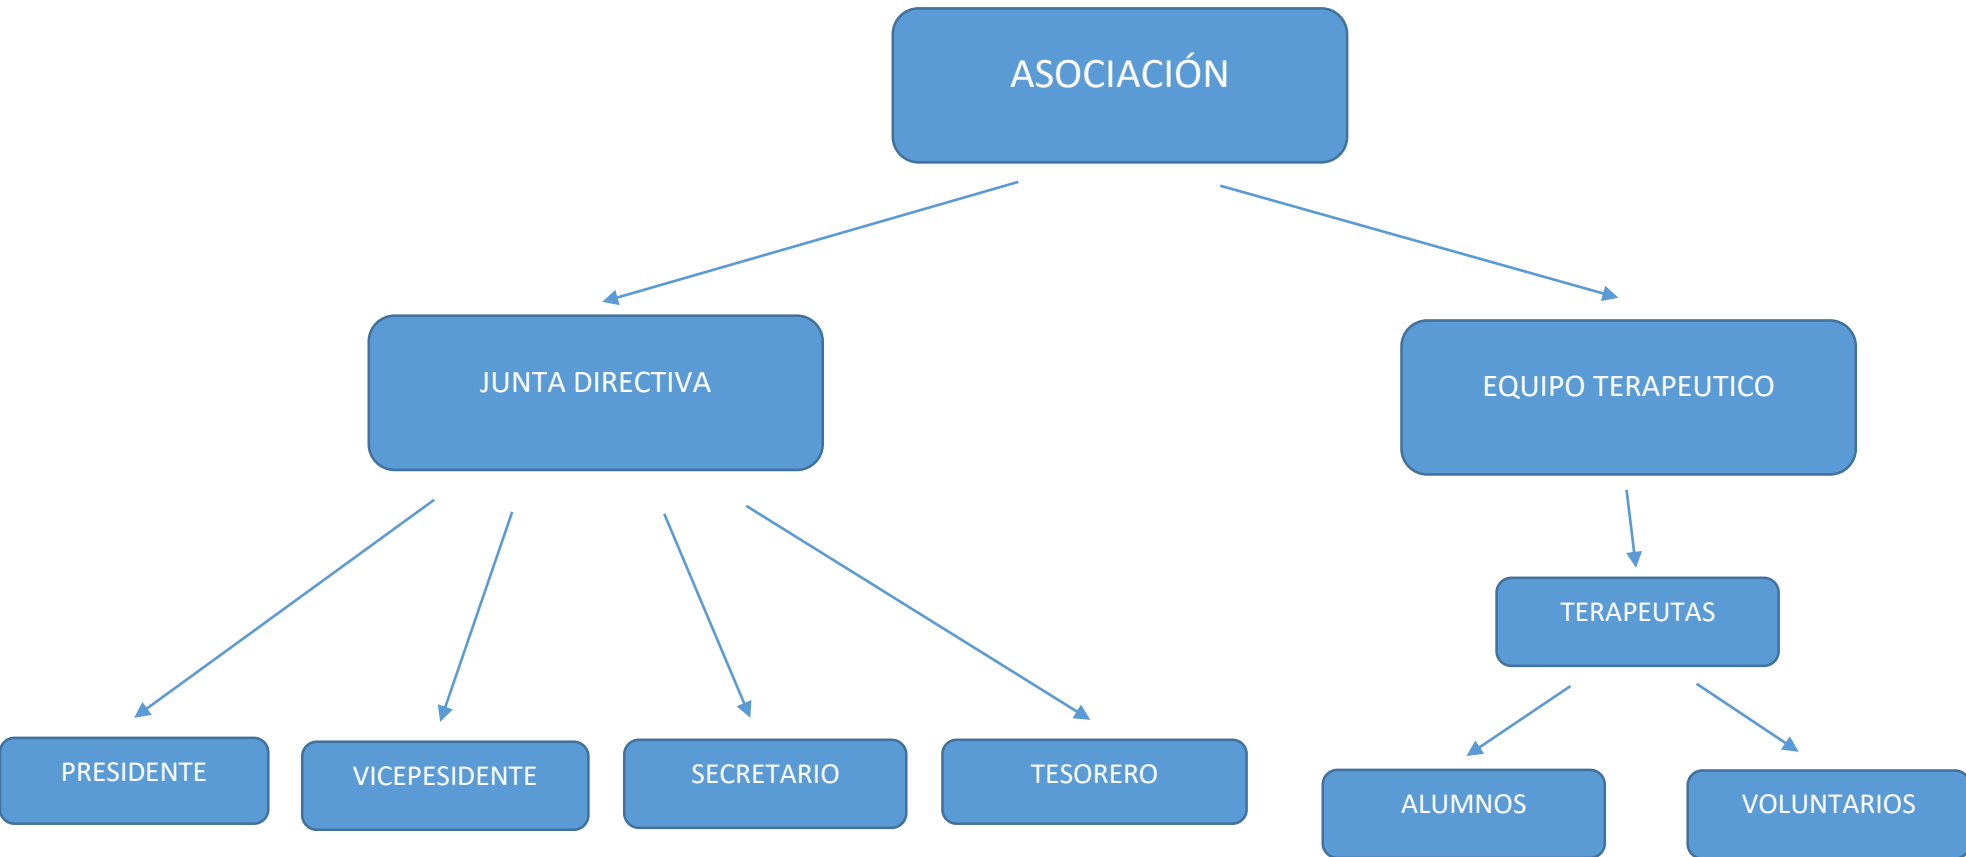 ASOCIACIÓN
JUNTA DIRECTIVA
EQUIPO TERAPEUTICO
TERAPEUTAS
PRESIDENTE
VICEPESIDENTE
SECRETARIO
TESORERO
ALUMNOS
VOLUNTARIOS